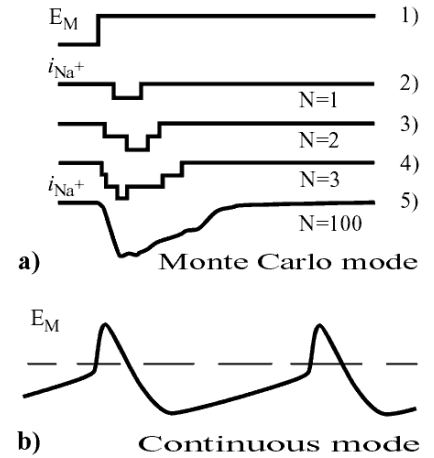 E_M 1)
i_Na+
N=1 2)
N=2 3)
N=3 4)
i_Na+
N=100 5)
a) Monte Carlo mode
E_M
b) Continuous mode